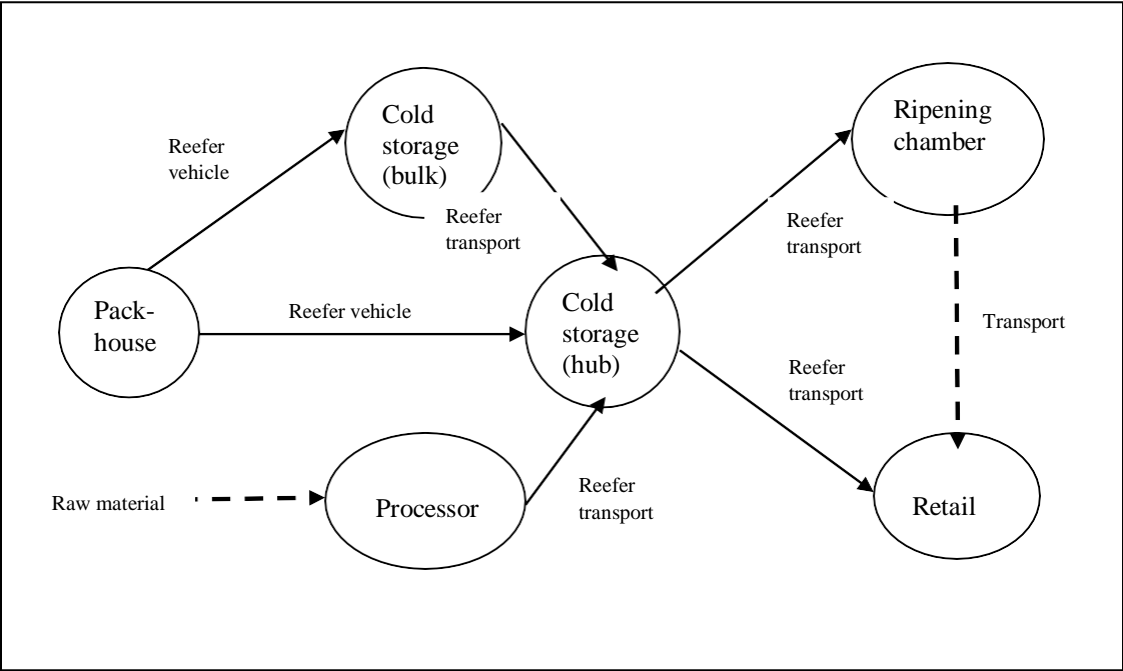 Cold
storage
(bulk)
Ripening
chamber
Reefer
vehicle
Reefer
transport
Reefer
transport
Pack-
house
Reefer vehicle
Cold
storage
(hub)
Transport
Reefer
transport
Raw material
Processor
Reefer
transport
Retail